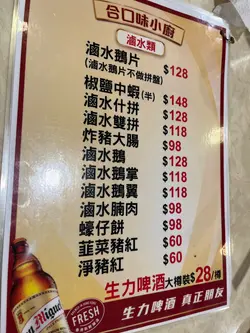 合口味小廚
滷水類
滷水鵝片 $128
(滷水鵝片不做拼盤)
椒鹽中蝦(半) $148
滷水什拼 $128
滷水雙拼 $118
炸豬大腸 $98
滷水鵝 $128
滷水鵝掌 $118
滷水鵝翼 $118
滷水腩肉 $98
蠔仔餅 $98
韮菜豬紅 $60
淨豬紅 $60
生力啤酒大樽裝$28/樽
San Miguel
FRESH
生力啤酒 真正朋友